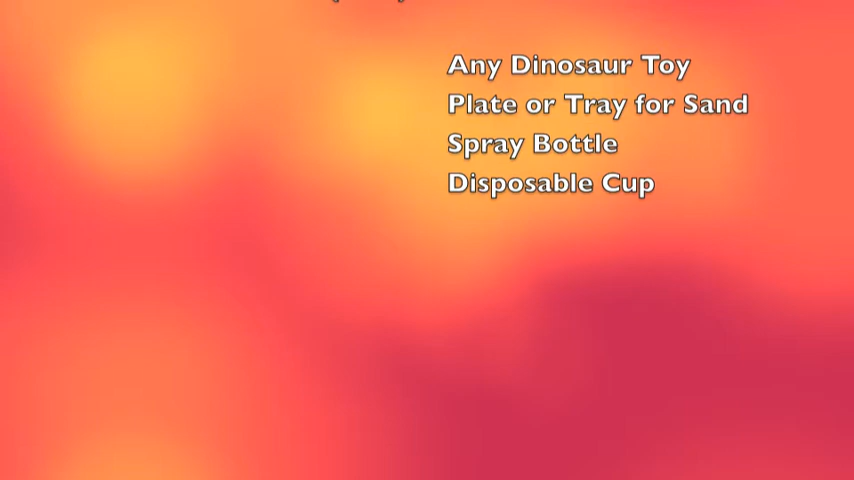 Any Dinosaur Toy
Plate or Tray for Sand
Spray Bottle
Disposable Cup